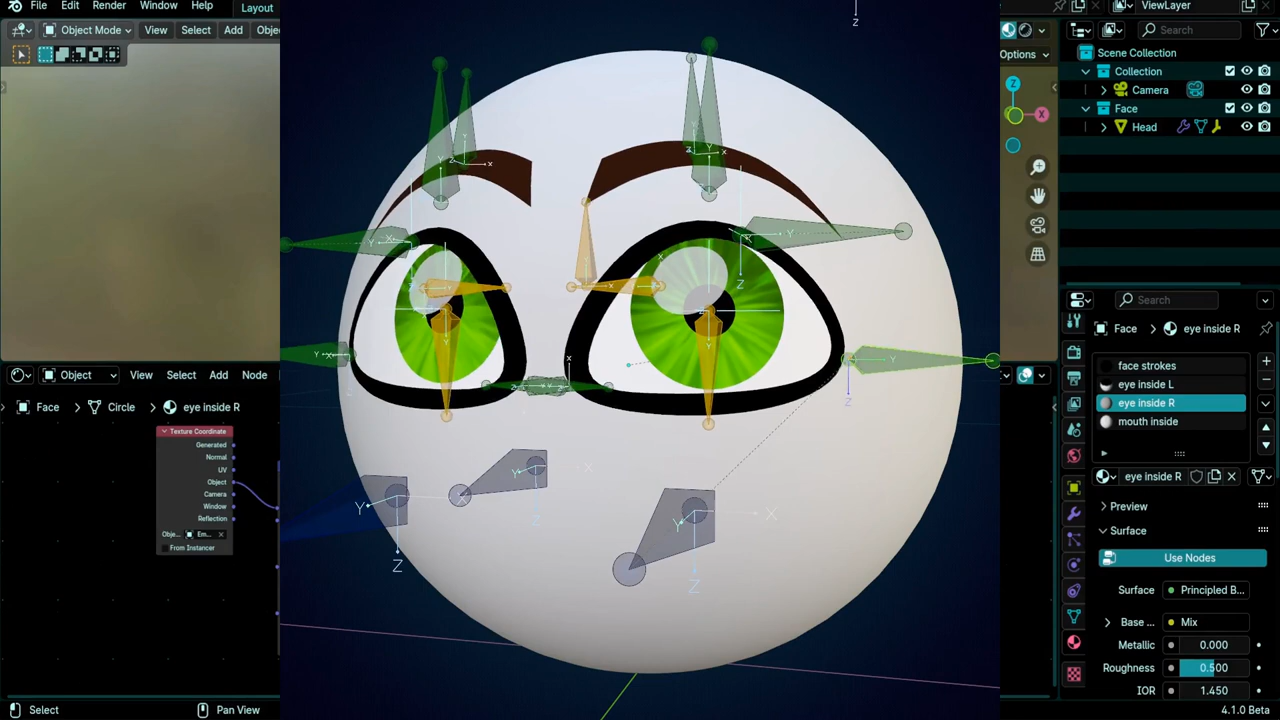 File Edit Render Window Help Layout
ViewLayer
Object Mode View Select Add Obje
Options
Search
Scene Collection
Collection
Camera
Face
Head
Z
X
Search
Face eye inside R
face strokes
eye inside L
eye inside R
mouth inside
eye inside R
Preview
Surface
Use Nodes
Surface Principled B...
Base ... Mix
Metallic 0.000
Roughness 0.500
IOR 1.450
Object View Select Add Node
Face Circle eye inside R
Texture Coordinate
Generated
Normal
UV
Object
Camera
Window
Reflection
Obje... Em...
From Instancer
Z
Y
X
Z
Y
X
Z
Y
X
Z
Select Pan View 4.1.0 Beta